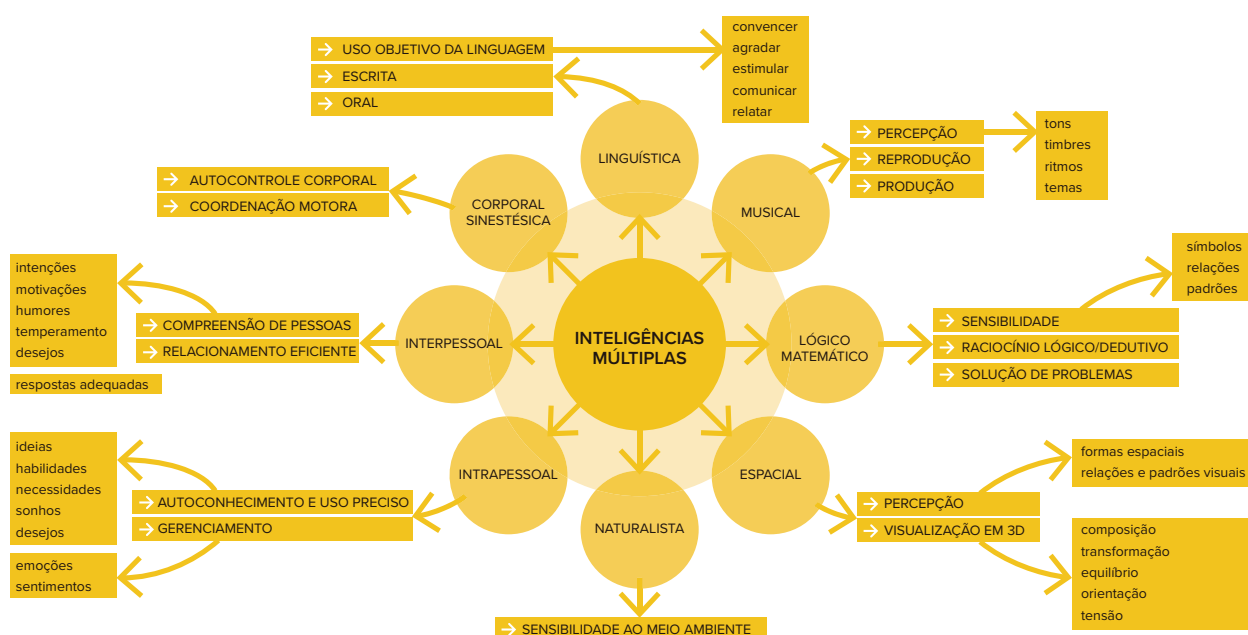 convencer
agradar
estimular
comunicar
relatar
→ USO OBJETIVO DA LINGUAGEM
→ ESCRITA
→ ORAL
LINGUÍSTICA
→ PERCEPÇÃO
→ REPRODUÇÃO
→ PRODUÇÃO
tons
timbres
ritmos
temas
MUSICAL
→ AUTOCONTROLE CORPORAL
→ COORDENAÇÃO MOTORA
CORPORAL
SINESTÉSICA
símbolos
relações
padrões
→ SENSIBILIDADE
→ RACIOCÍNIO LÓGICO/DEDUTIVO
→ SOLUÇÃO DE PROBLEMAS
LÓGICO
MATEMÁTICO
INTELIGÊNCIAS
MÚLTIPLAS
INTERPESSOAL
→ COMPREENSÃO DE PESSOAS
→ RELACIONAMENTO EFICIENTE
intenções
motivações
humores
temperamento
desejos
respostas adequadas
ideias
habilidades
necessidades
sonhos
desejos
→ AUTOCONHECIMENTO E USO PRECISO
→ GERENCIAMENTO
emoções
sentimentos
INTRAPESSOAL
NATURALISTA
→ SENSIBILIDADE AO MEIO AMBIENTE
ESPACIAL
→ PERCEPÇÃO
→ VISUALIZAÇÃO EM 3D
formas espaciais
relações e padrões visuais
composição
transformação
equilíbrio
orientação
tensão